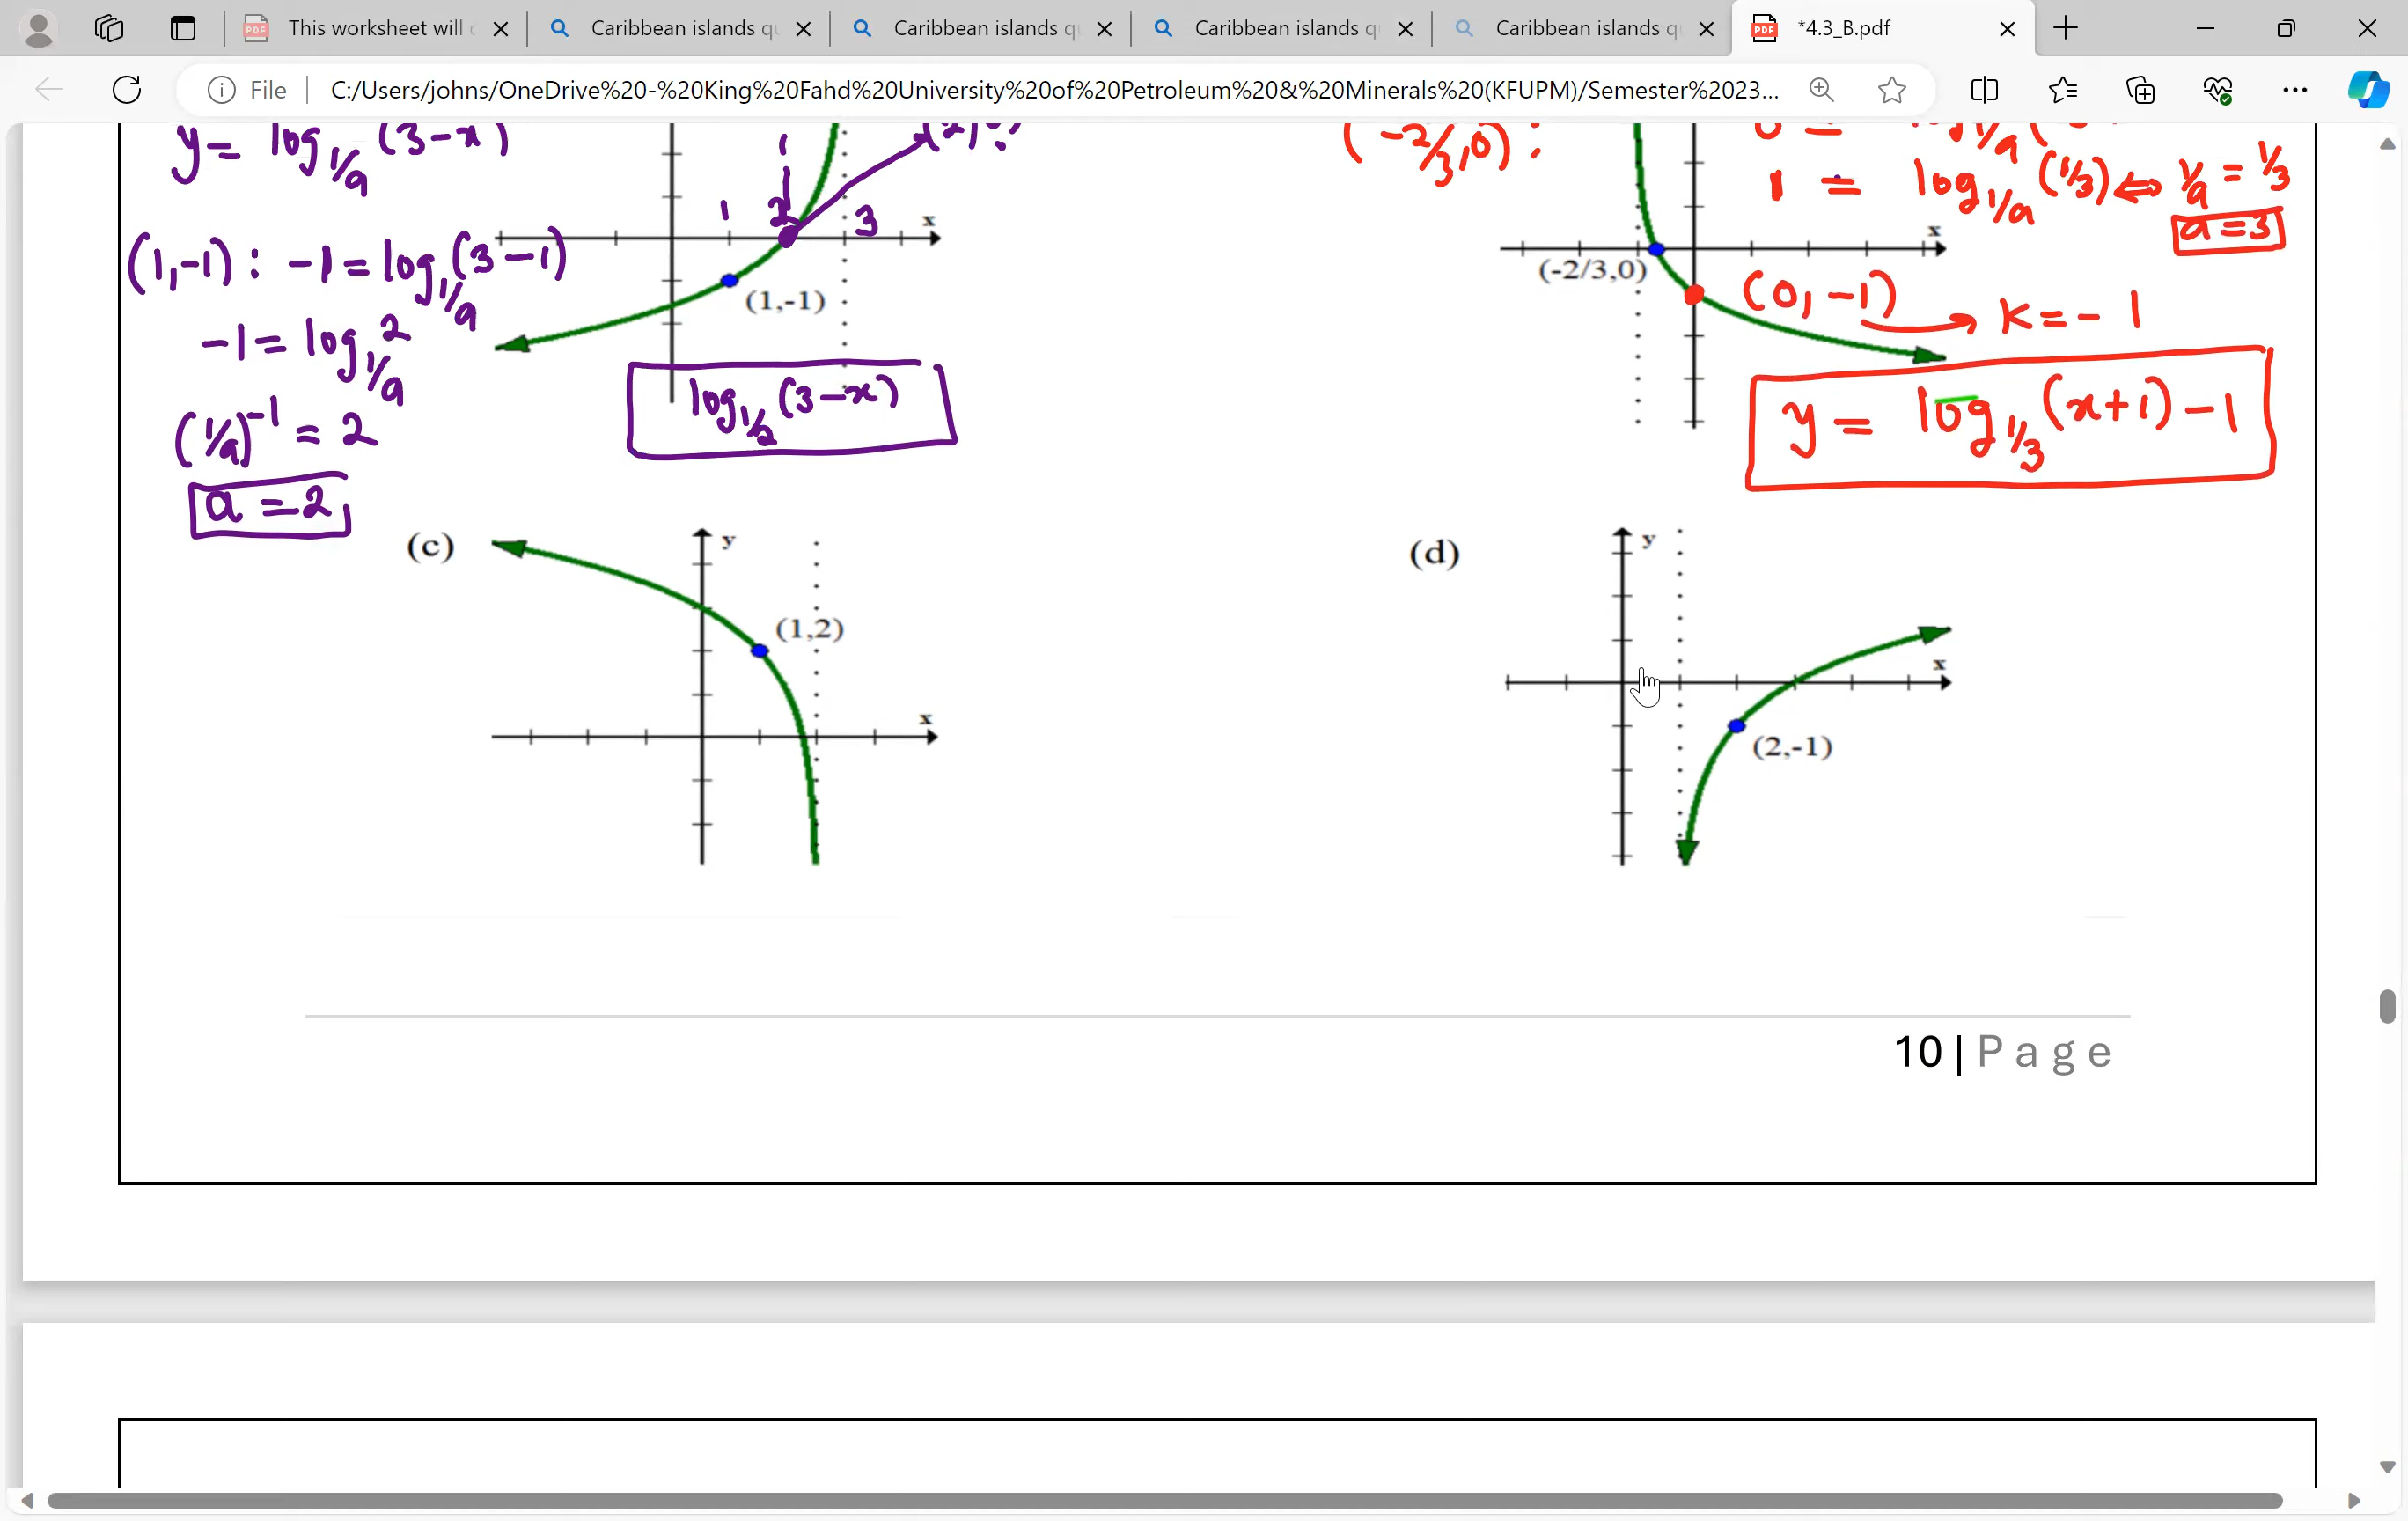 This worksheet will c
Caribbean islands qu
Caribbean islands q
Caribbean islands q
Caribbean islands q
*4.3_B.pdf
File
C:/Users/johns/OneDrive%20-%20King%20Fahd%20University%20of%20Petroleum%20&%20Minerals%20(KFUPM)/Semester%2023...
y= log1/a (3-x)
(1,-1): -1=log1/a(3-1)
-1= log1/a 2
(1/a)^-1 = 2
a=2
1 2 3
x
(1,-1)
log1/2 (3-x)
(-2/3,0):
1 = log1/a (1/3) ⇔ 1/a = 1/3
a=3
x
(-2/3,0)
(0,-1) → K=-1
y= log1/3 (x+1)-1
(c)
y
(1,2)
x
(d)
y
x
(2,-1)
10 | Page